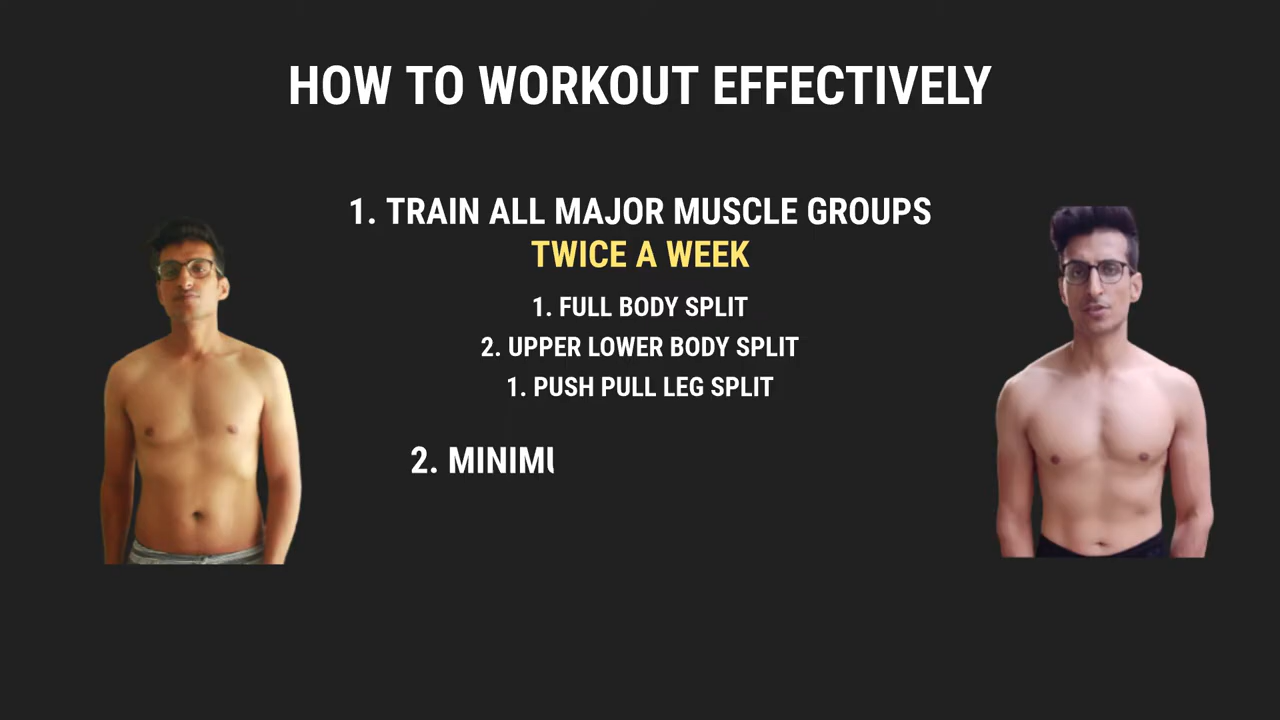 HOW TO WORKOUT EFFECTIVELY
1. TRAIN ALL MAJOR MUSCLE GROUPS
TWICE A WEEK
1. FULL BODY SPLIT
2. UPPER LOWER BODY SPLIT
1. PUSH PULL LEG SPLIT
2. MINIMU